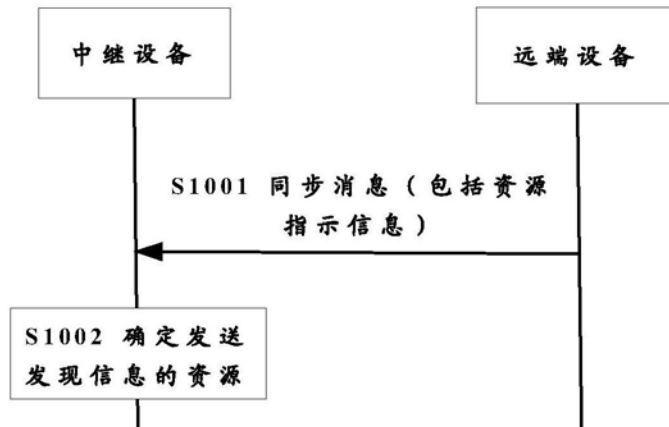 中继设备
远端设备
S1001 同步消息（包括资源
指示信息）
S1002 确定发送
发现信息的资源